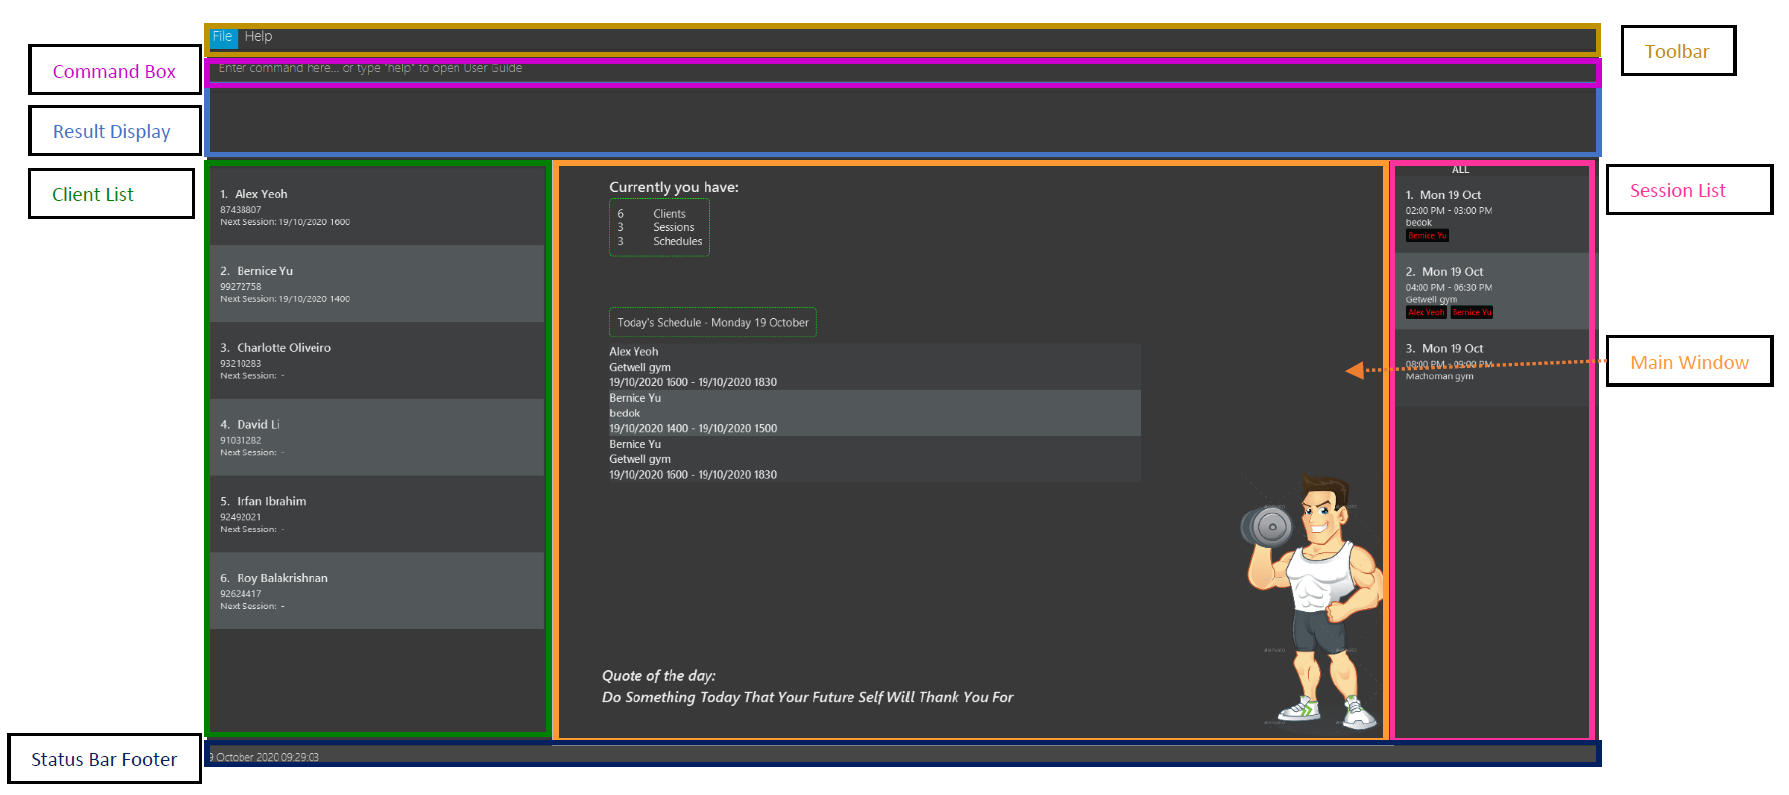 File Help
Toolbar
Command Box
Enter command here... or type "help" to open User Guide
Result Display
Client List
1. Alex Yeoh
87438807
Next Session: 19/10/2020 1600
2. Bernice Yu
99272758
Next Session: 19/10/2020 1400
3. Charlotte Oliveiro
93210283
Next Session: -
4. David Li
91031282
Next Session: -
5. Irfan Ibrahim
92492021
Next Session: -
6. Roy Balakrishnan
92624417
Next Session: -
Currently you have:
6 Clients
3 Sessions
3 Schedules
Today's Schedule - Monday 19 October
Alex Yeoh
Getwell gym
19/10/2020 1600 - 19/10/2020 1830
Bernice Yu
bedok
19/10/2020 1400 - 19/10/2020 1500
Bernice Yu
Getwell gym
19/10/2020 1600 - 19/10/2020 1830
Quote of the day:
Do Something Today That Your Future Self Will Thank You For
ALL
1. Mon 19 Oct
02:00 PM - 03:00 PM
bedok
Bernice Yu
2. Mon 19 Oct
04:00 PM - 06:30 PM
Getwell gym
Alex Yeoh Bernice Yu
3. Mon 19 Oct
08:00 PM - 09:00 PM
Machoman gym
Session List
Main Window
Status Bar Footer
9 October 2020 09:29:03